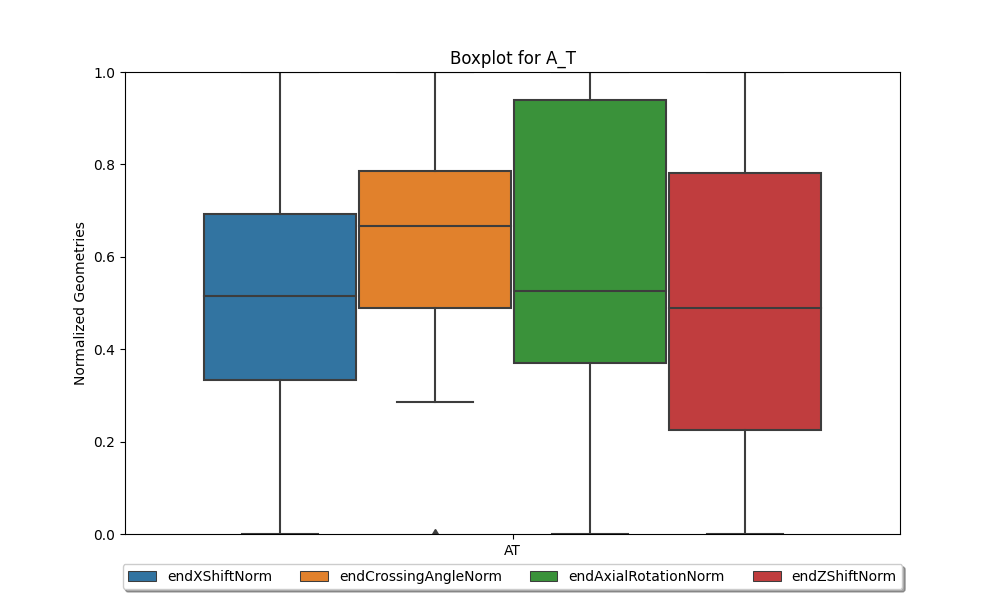 Boxplot for A_T
1.0
0.8
0.6
0.4
0.2
0.0
Normalized Geometries
AT
endXShiftNorm endCrossingAngleNorm endAxialRotationNorm endZShiftNorm